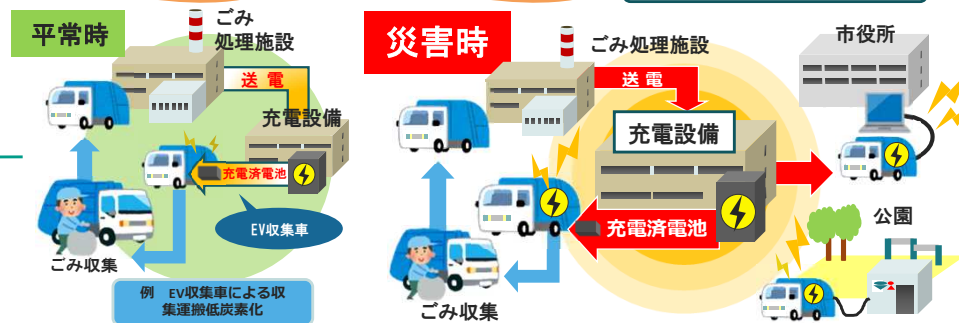 平常時
ごみ
処理施設
送 電
充電設備
充電済電池
EV収集車
ごみ収集
例 EV収集車による収
集運搬低炭素化
災害時
ごみ処理施設
送 電
充電設備
充電済電池
ごみ収集
市役所
公園